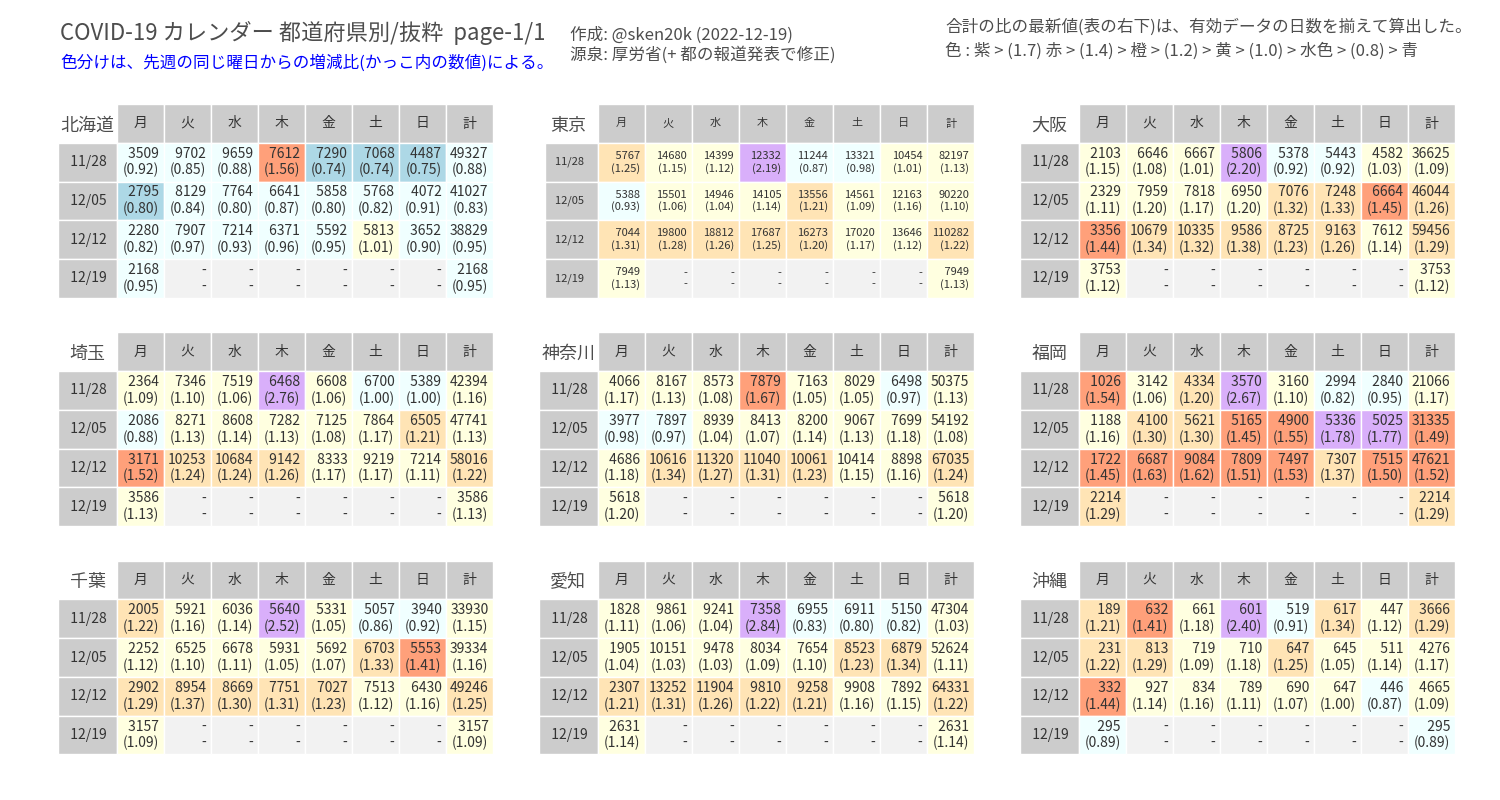 COVID-19 カレンダー 都道府県別/抜粋 page-1/1
色分けは、先週の同じ曜日からの増減比(かっこ内の数値)による。
作成: @sken20k (2022-12-19)
源泉: 厚労省(+ 都の報道発表で修正)
合計の比の最新値(表の右下)は、有効データの日数を揃えて算出した。
色 : 紫 > (1.7) 赤 > (1.4) > 橙 > (1.2) > 黄 > (1.0) > 水色 > (0.8) > 青
北海道 月 火 水 木 金 土 日 計
11/28 3509 9702 9659 7612 7290 7068 4487 49327
(0.92) (0.85) (0.88) (1.56) (0.74) (0.74) (0.75) (0.88)
12/05 2795 8129 7764 6641 5858 5768 4072 41027
(0.80) (0.84) (0.80) (0.87) (0.80) (0.82) (0.91) (0.83)
12/12 2280 7907 7214 6371 5592 5813 3652 38829
(0.82) (0.97) (0.93) (0.96) (0.95) (1.01) (0.90) (0.95)
12/19 2168 - - - - - - 2168
(0.95) - - - - - - (0.95)
東京 月 火 水 木 金 土 日 計
11/28 5767 14680 14399 12332 11244 13321 10454 82197
(1.25) (1.15) (1.12) (2.19) (0.87) (0.98) (1.01) (1.13)
12/05 5388 15501 14946 14105 13556 14561 12163 90220
(0.93) (1.06) (1.04) (1.14) (1.21) (1.09) (1.16) (1.10)
12/12 7044 19800 18812 17687 16273 17020 13646 110282
(1.31) (1.28) (1.26) (1.25) (1.20) (1.17) (1.12) (1.22)
12/19 7949 - - - - - - 7949
(1.13) - - - - - - (1.13)
大阪 月 火 水 木 金 土 日 計
11/28 2103 6646 6667 5806 5378 5443 4582 36625
(1.15) (1.08) (1.01) (2.20) (0.92) (0.92) (1.03) (1.09)
12/05 2329 7959 7818 6950 7076 7248 6664 46044
(1.11) (1.20) (1.17) (1.20) (1.32) (1.33) (1.45) (1.26)
12/12 3356 10679 10335 9586 8725 9163 7612 59456
(1.44) (1.34) (1.32) (1.38) (1.23) (1.26) (1.14) (1.29)
12/19 3753 - - - - - - 3753
(1.12) - - - - - - (1.12)
埼玉 月 火 水 木 金 土 日 計
11/28 2364 7346 7519 6468 6608 6700 5389 42394
(1.09) (1.10) (1.06) (2.76) (1.06) (1.00) (1.00) (1.16)
12/05 2086 8271 8608 7282 7125 7864 6505 47741
(0.88) (1.13) (1.14) (1.13) (1.08) (1.17) (1.21) (1.13)
12/12 3171 10253 10684 9142 8333 9219 7214 58016
(1.52) (1.24) (1.24) (1.26) (1.17) (1.17) (1.11) (1.22)
12/19 3586 - - - - - - 3586
(1.13) - - - - - - (1.13)
神奈川 月 火 水 木 金 土 日 計
11/28 4066 8167 8573 7879 7163 8029 6498 50375
(1.17) (1.13) (1.08) (1.67) (1.05) (1.05) (0.97) (1.13)
12/05 3977 7897 8939 8413 8200 9067 7699 54192
(0.98) (0.97) (1.04) (1.07) (1.14) (1.13) (1.18) (1.08)
12/12 4686 10616 11320 11040 10061 10414 8898 67035
(1.18) (1.34) (1.27) (1.31) (1.23) (1.15) (1.16) (1.24)
12/19 5618 - - - - - - 5618
(1.20) - - - - - - (1.20)
福岡 月 火 水 木 金 土 日 計
11/28 1026 3142 4334 3570 3160 2994 2840 21066
(1.54) (1.06) (1.20) (2.67) (1.10) (0.82) (0.95) (1.17)
12/05 1188 4100 5621 5165 4900 5336 5025 31335
(1.16) (1.30) (1.30) (1.45) (1.55) (1.78) (1.77) (1.49)
12/12 1722 6687 9084 7809 7497 7307 7515 47621
(1.45) (1.63) (1.62) (1.51) (1.53) (1.37) (1.50) (1.52)
12/19 2214 - - - - - - 2214
(1.29) - - - - - - (1.29)
千葉 月 火 水 木 金 土 日 計
11/28 2005 5921 6036 5640 5331 5057 3940 33930
(1.22) (1.16) (1.14) (2.52) (1.05) (0.86) (0.92) (1.15)
12/05 2252 6525 6678 5931 5692 6703 5553 39334
(1.12) (1.10) (1.11) (1.05) (1.07) (1.33) (1.41) (1.16)
12/12 2902 8954 8669 7751 7027 7513 6430 49246
(1.29) (1.37) (1.30) (1.31) (1.23) (1.12) (1.16) (1.25)
12/19 3157 - - - - - - 3157
(1.09) - - - - - - (1.09)
愛知 月 火 水 木 金 土 日 計
11/28 1828 9861 9241 7358 6955 6911 5150 47304
(1.11) (1.06) (1.04) (2.84) (0.83) (0.80) (0.82) (1.03)
12/05 1905 10151 9478 8034 7654 8523 6879 52624
(1.04) (1.03) (1.03) (1.09) (1.10) (1.23) (1.34) (1.11)
12/12 2307 13252 11904 9810 9258 9908 7892 64331
(1.21) (1.31) (1.26) (1.22) (1.21) (1.16) (1.15) (1.22)
12/19 2631 - - - - - - 2631
(1.14) - - - - - - (1.14)
沖縄 月 火 水 木 金 土 日 計
11/28 189 632 661 601 519 617 447 3666
(1.21) (1.41) (1.18) (2.40) (0.91) (1.34) (1.12) (1.29)
12/05 231 813 719 710 647 645 511 4276
(1.22) (1.29) (1.09) (1.18) (1.25) (1.05) (1.14) (1.17)
12/12 332 927 834 789 690 647 446 4665
(1.44) (1.14) (1.16) (1.11) (1.07) (1.00) (0.87) (1.09)
12/19 295 - - - - - - 295
(0.89) - - - - - - (0.89)